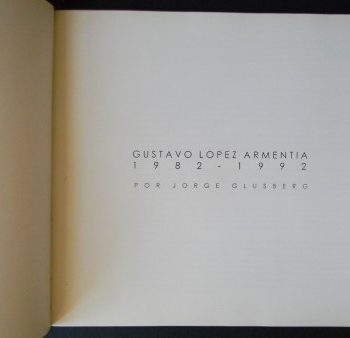 GUSTAVO LOPEZ ARMENTIA
1982-1992
POR JORGE GLUSBERG